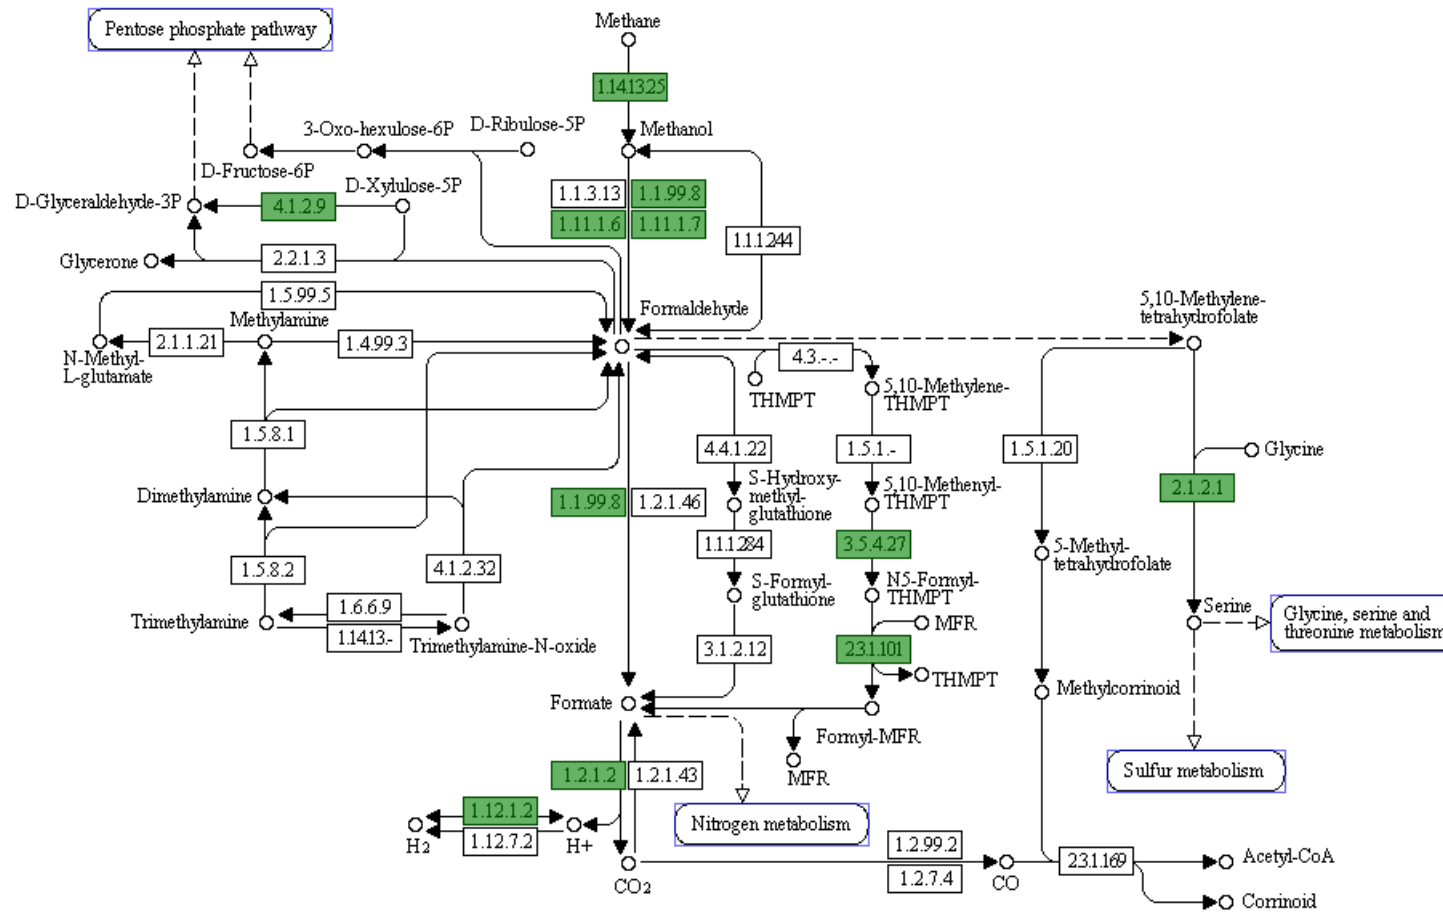 Methane
Pentose phosphate pathway
1.14.13.25
3-Oxo-hexulose-6P
D-Ribulose-5P
Methanol
D-Fructose-6P
D-Xylulose-5P
D-Glyceraldehyde-3P
4.1.2.9
1.1.3.13
1.1.99.8
1.11.1.6
1.11.1.7
1.1.1.244
Glycerone
2.2.1.3
1.5.99.5
Formaldehyde
5,10-Methylene-
tetrahydrofolate
Methylamine
2.1.1.21
1.4.99.3
N-Methyl-
L-glutamate
4.3.-.-
THMPT
5,10-Methylene-
THMPT
1.5.8.1
4.4.1.22
1.5.1.-
1.5.1.20
Glycine
2.1.2.1
Dimethylamine
1.1.99.8
1.2.1.46
S-Hydroxy-
methyl-
glutathione
5,10-Methenyl-
THMPT
1.1.1.284
3.5.4.27
5-Methyl-
tetrahydrofolate
1.5.8.2
4.1.2.32
S-Formyl-
glutathione
N5-Formyl-
THMPT
1.6.6.9
Trimethylamine
1.14.13.-
Trimethylamine-N-oxide
MFR
Serine
Glycine, serine and
threonine metabolism
3.1.2.12
2.3.1.101
THMPT
Methylcorrinoid
Formate
Formyl-MFR
MFR
1.2.1.2
1.2.1.43
Sulfur metabolism
1.12.1.2
H2
1.12.7.2
H+
Nitrogen metabolism
1.2.99.2
CO2
1.2.7.4
CO
2.3.1.169
Acetyl-CoA
Corrinoid